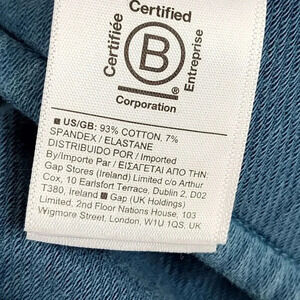 Certified
Certifiée
B
Entreprise
Corporation
■ US/GB: 93% COTTON, 7%
SPANDEX / ELASTANE
DISTRIBUIDO POR / Imported
By/Importe Par / ΕΙΣΑΓΕΤΑΙ ΑΠΟ ΤΗΝ:
Gap Stores (Ireland) Limited c/o Arthur
Cox, 10 Earlsfort Terrace, Dublin 2, D02
T380, Ireland ■ Gap (UK Holdings)
Limited, 2nd Floor Nations House, 103
Wigmore Street, London, W1U 1QS, UK